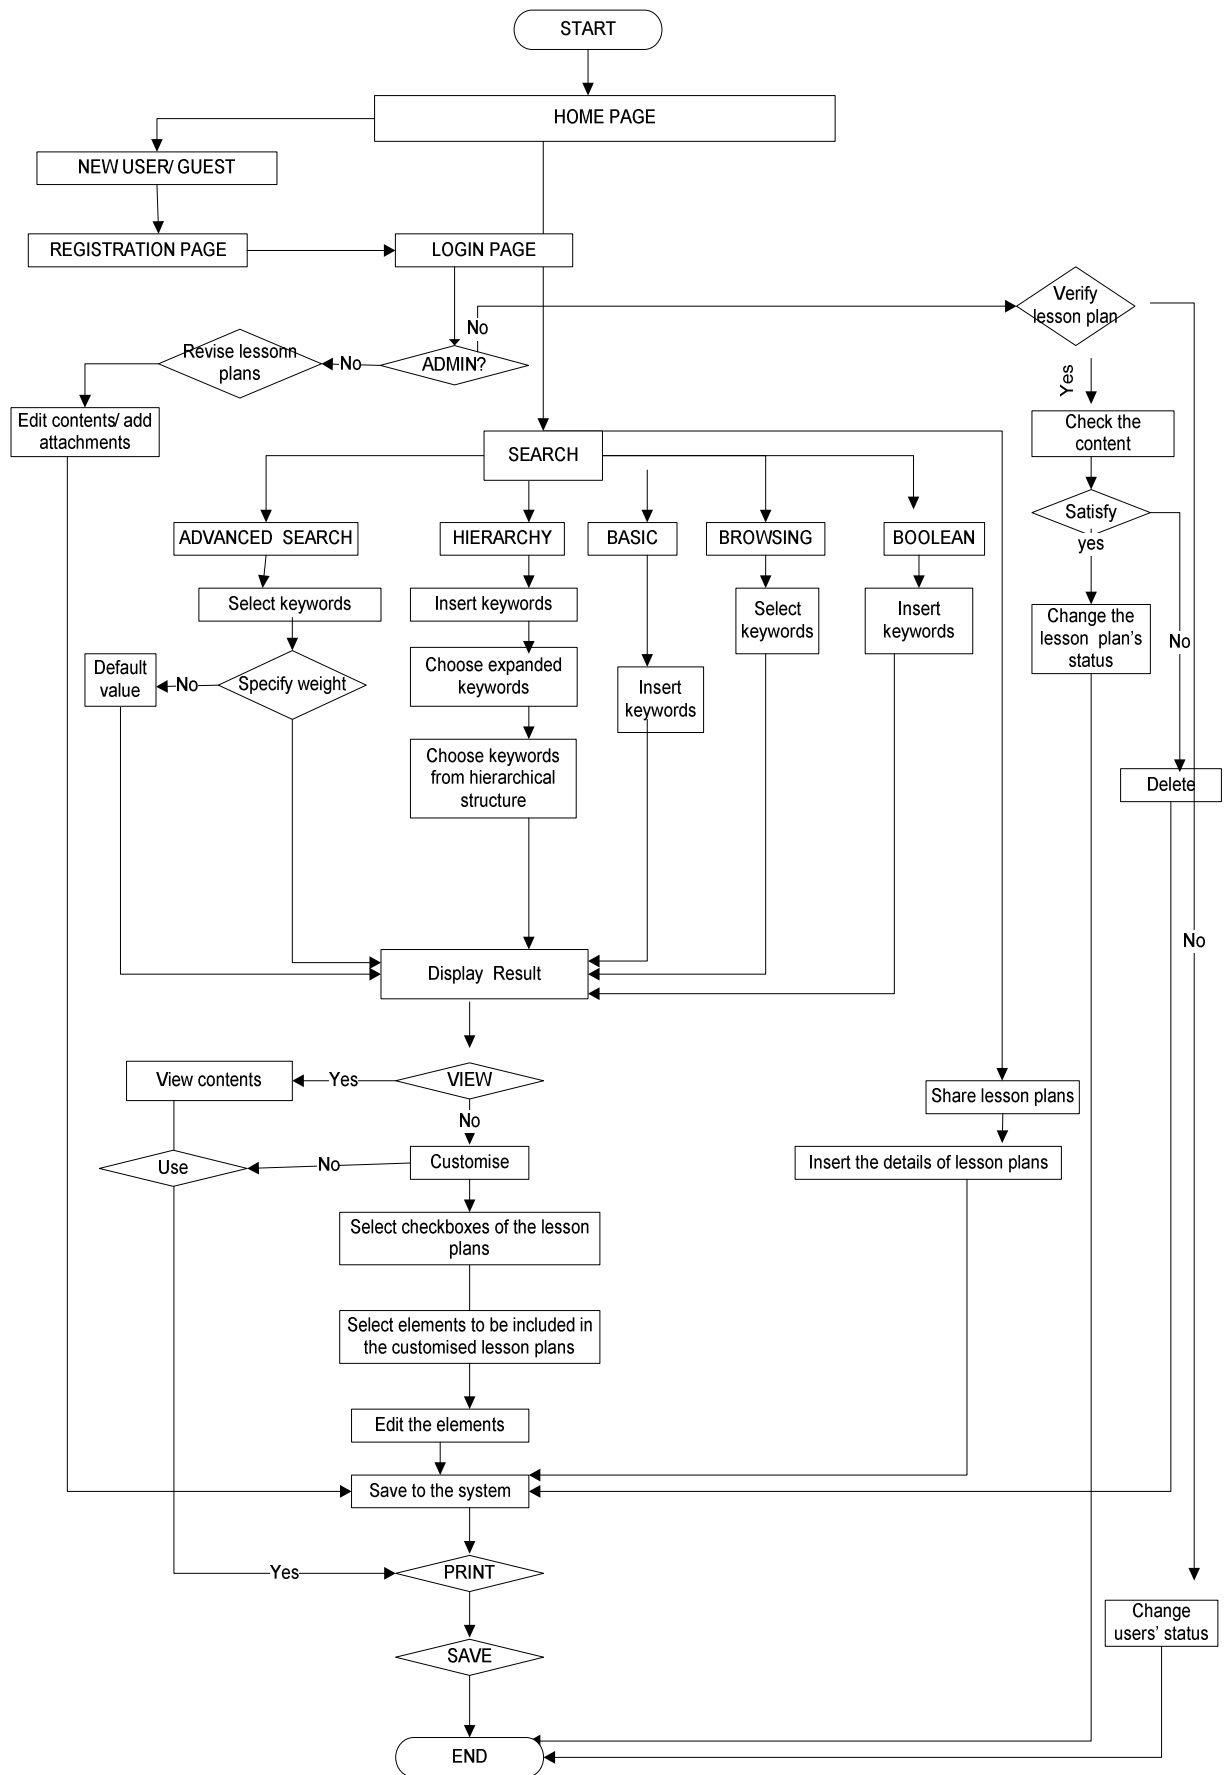 START
HOME PAGE
NEW USER/ GUEST
REGISTRATION PAGE
LOGIN PAGE
Verify
lesson plan
No
Revise lessonn
plans
No
ADMIN?
Yes
Edit contents/ add
attachments
Check the
content
SEARCH
Satisfy
yes
ADVANCED SEARCH
HIERARCHY
BASIC
BROWSING
BOOLEAN
Select keywords
Insert keywords
Select
keywords
Insert
keywords
Change the
lesson plan's
status
No
Default
value
No
Specify weight
Choose expanded
keywords
Insert
keywords
Choose keywords
from hierarchical
structure
Delete
No
Display Result
View contents
Yes
VIEW
No
Share lesson plans
Use
No
Customise
Insert the details of lesson plans
Select checkboxes of the lesson
plans
Select elements to be included in
the customised lesson plans
Edit the elements
Save to the system
Yes
PRINT
Change
users' status
SAVE
END